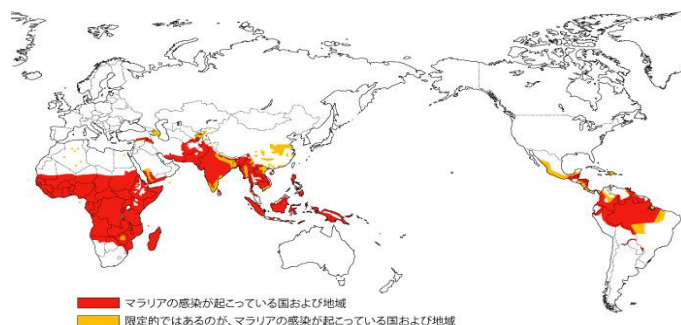 マラリアの感染が起こっている国および地域
限定的ではあるのが、マラリアの感染が起こっている国および地域